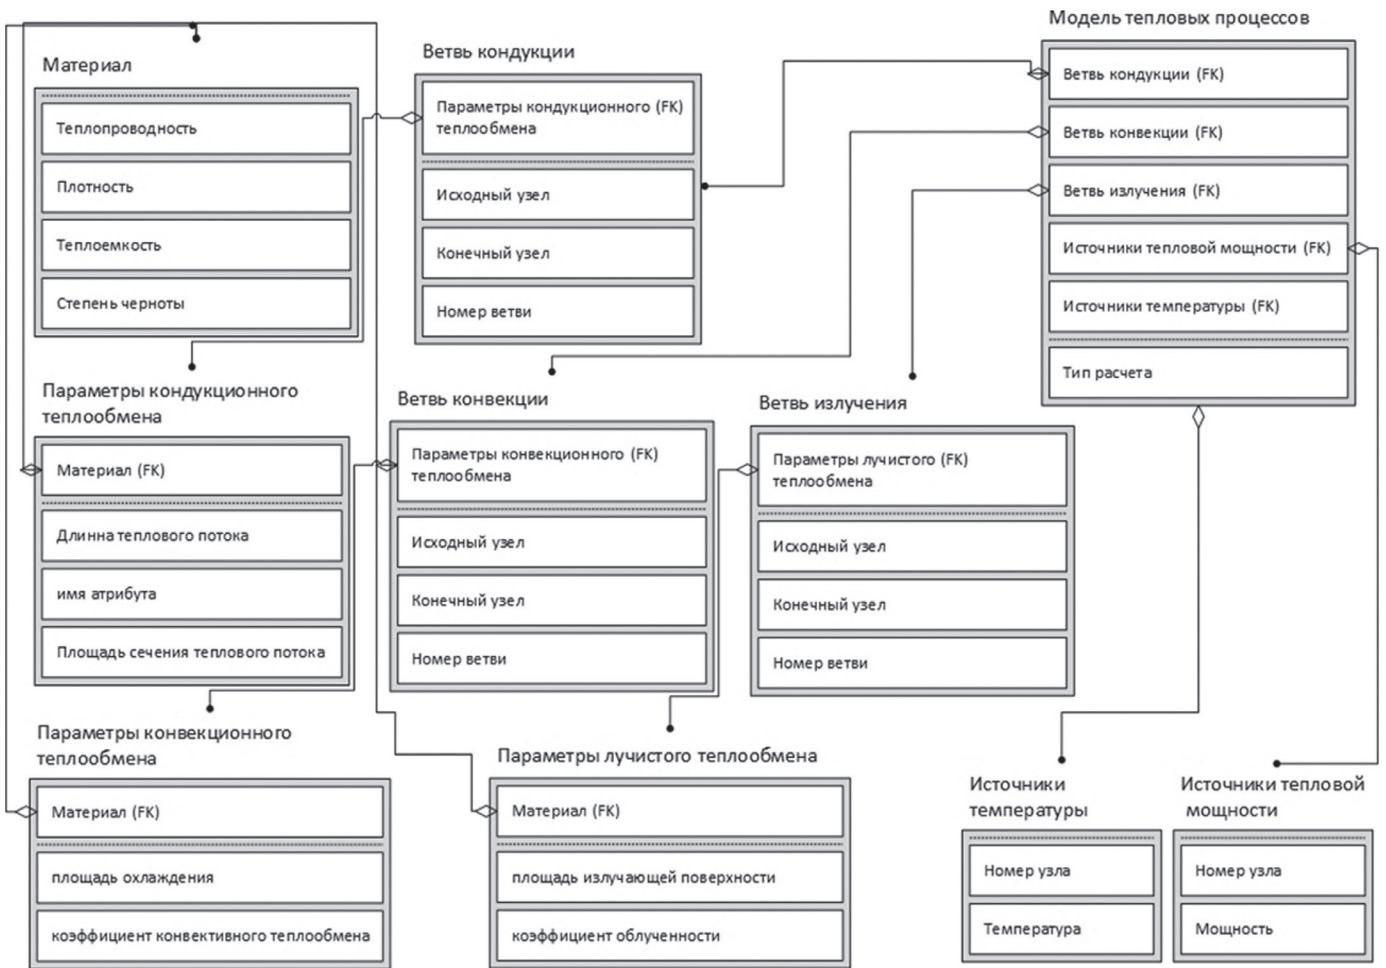 Материал
Теплопроводность
Плотность
Теплоемкость
Степень черноты
Ветвь кондукции
Параметры кондукционного (FK)
теплообмена
Исходный узел
Конечный узел
Номер ветви
Модель тепловых процессов
Ветвь кондукции (FK)
Ветвь конвекции (FK)
Ветвь излучения (FK)
Источники тепловой мощности (FK)
Источники температуры (FK)
Тип расчета
Параметры кондукционного
теплообмена
Материал (FK)
Длинна теплового потока
имя атрибута
Площадь сечения теплового потока
Ветвь конвекции
Параметры конвекционного (FK)
теплообмена
Исходный узел
Конечный узел
Номер ветви
Ветвь излучения
Параметры лучистого (FK)
теплообмена
Исходный узел
Конечный узел
Номер ветви
Параметры конвекционного
теплообмена
Материал (FK)
площадь охлаждения
коэффициент конвективного теплообмена
Параметры лучистого теплообмена
Материал (FK)
площадь излучающей поверхности
коэффициент облученности
Источники
температуры
Номер узла
Температура
Источники тепловой
мощности
Номер узла
Мощность